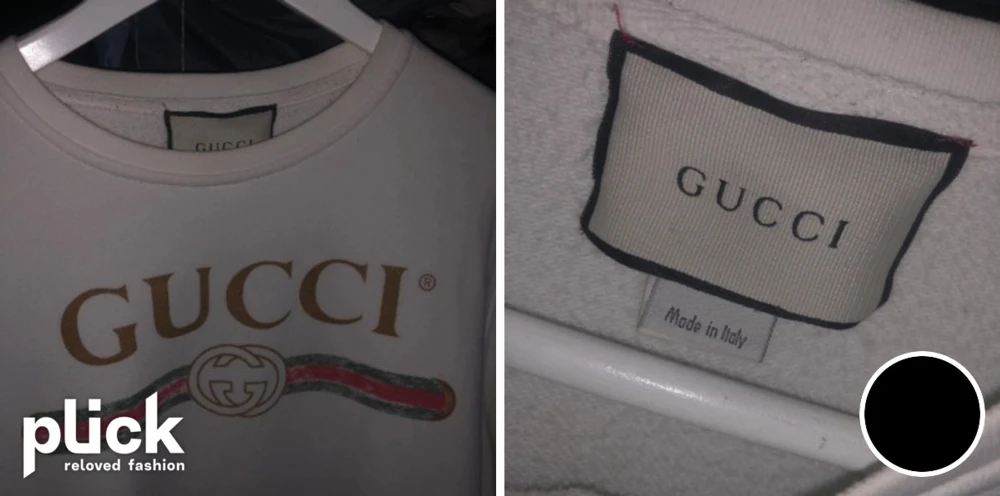 GUCCI
GUCCI®
plick
reloved fashion
GUCCI
Made in Italy